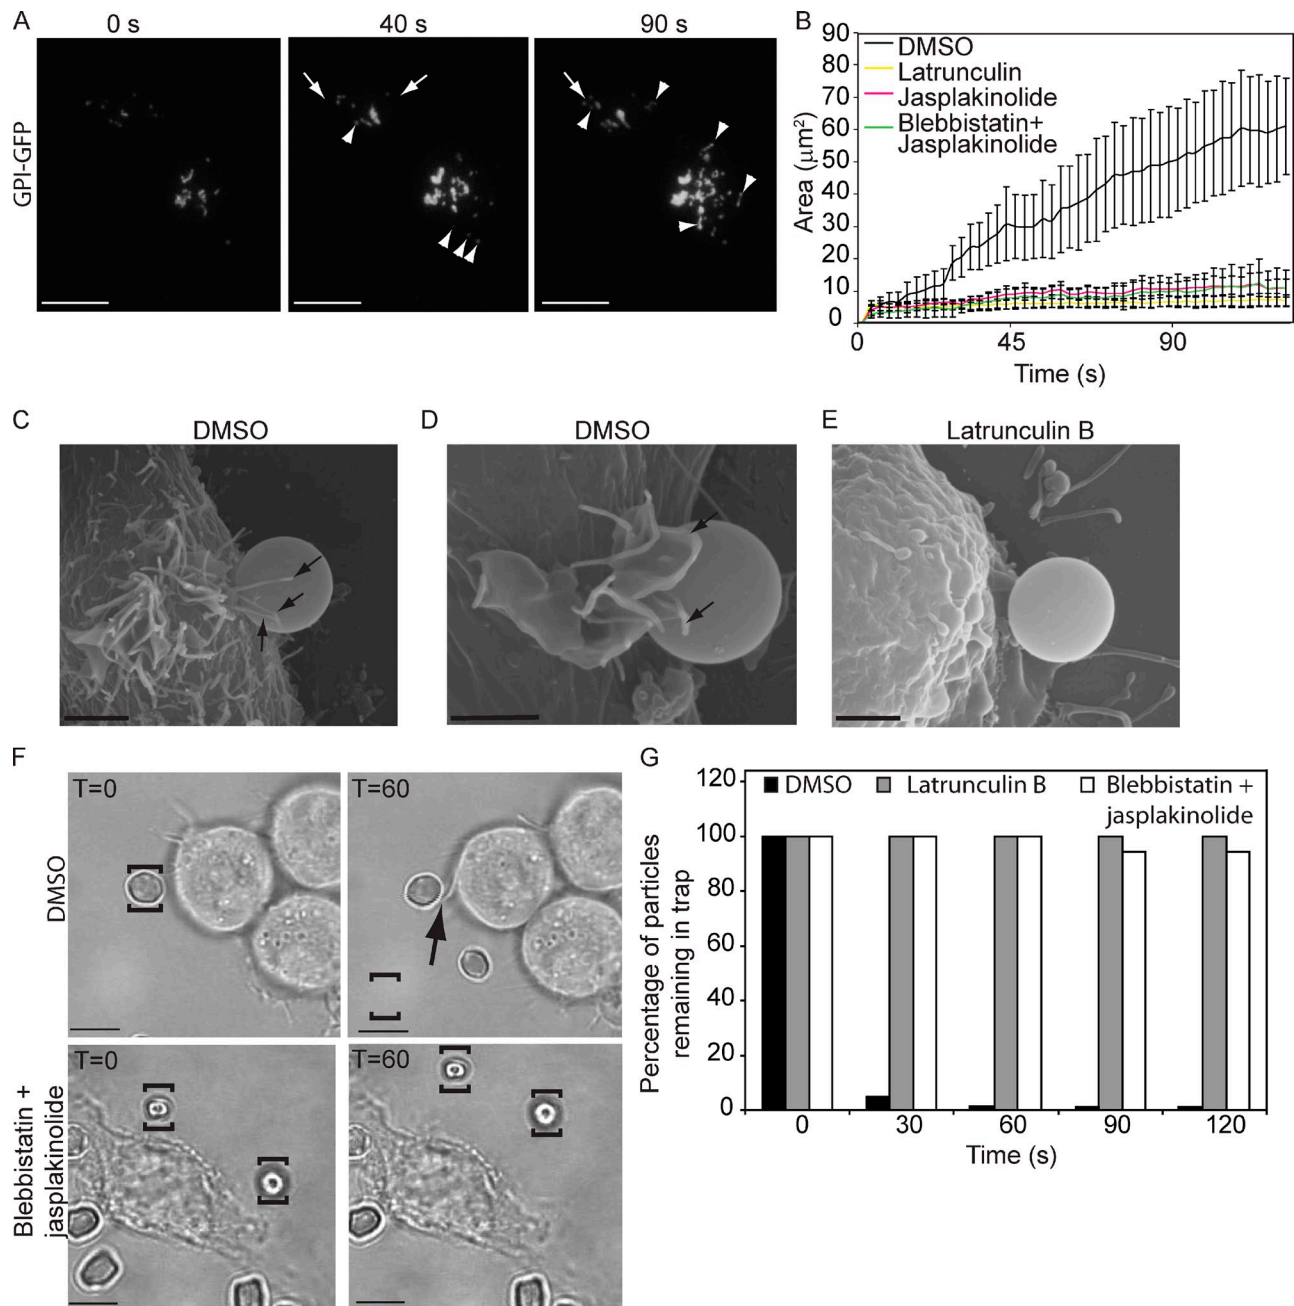 A
0 s
40 s
90 s
GPI-GFP
B
90
80
70
60
50
40
30
20
10
0
Area (µm²)
DMSO
Latrunculin
Jasplakinolide
Blebbistatin+
Jasplakinolide
0
45
90
Time (s)
C
DMSO
D
DMSO
E
Latrunculin B
F
DMSO
T=0
T=60
Blebbistatin +
jasplakinolide
T=0
T=60
G
120
100
80
60
40
20
0
Percentage of particles
remaining in trap
DMSO
Latrunculin B
Blebbistatin +
jasplakinolide
0
30
60
90
120
Time (s)